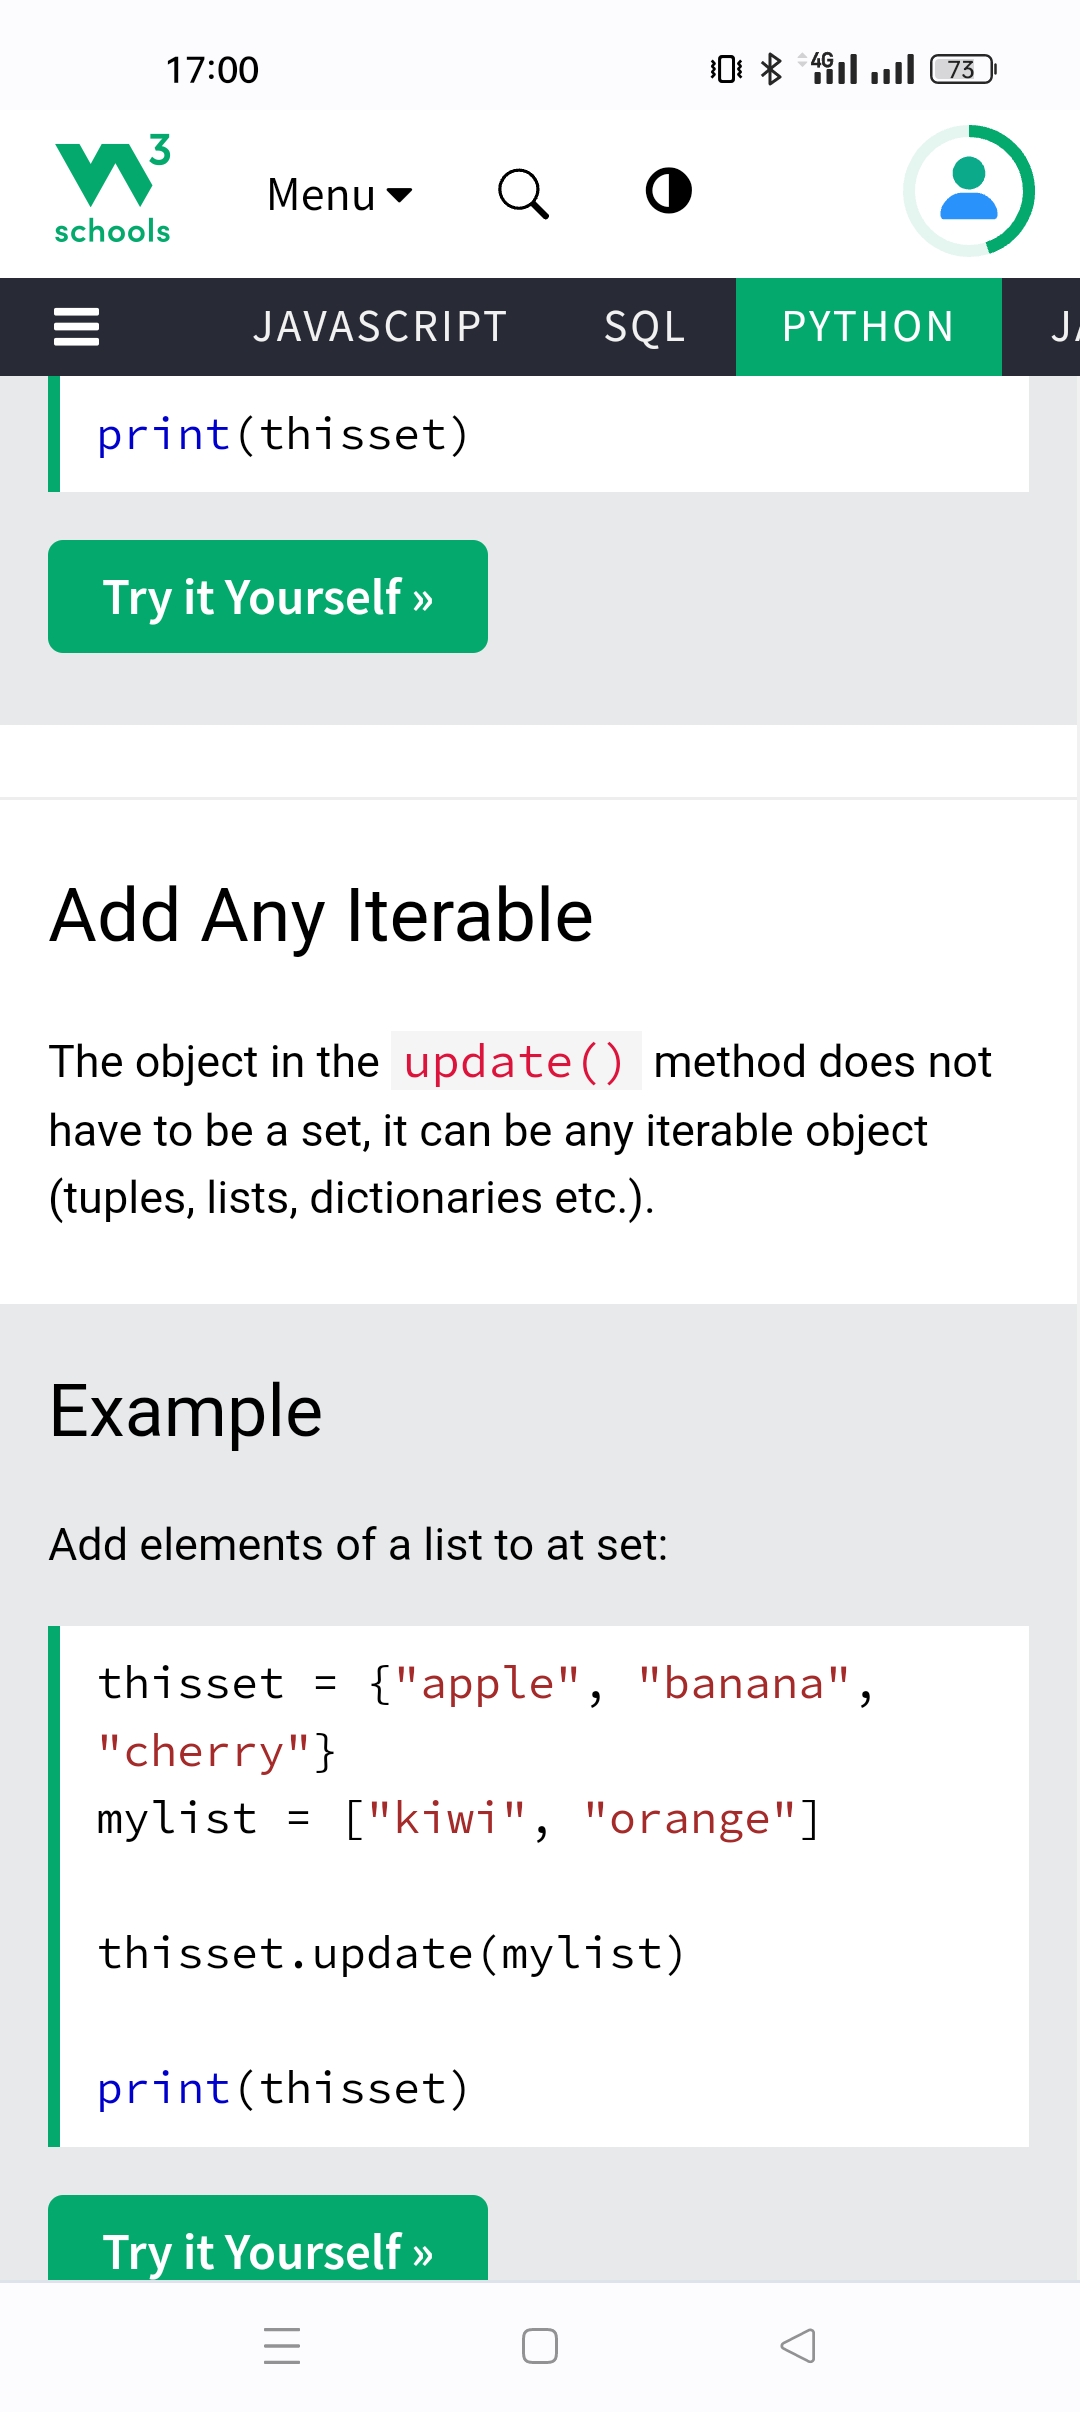 17:00
4G
73
W3
schools
Menu
JAVASCRIPT SQL PYTHON JA
print(thisset)
Try it Yourself »
Add Any Iterable
The object in the update() method does not
have to be a set, it can be any iterable object
(tuples, lists, dictionaries etc.).
Example
Add elements of a list to at set:
thisset = {"apple", "banana",
"cherry"}
mylist = ["kiwi", "orange"]
thisset.update(mylist)
print(thisset)
Try it Yourself »